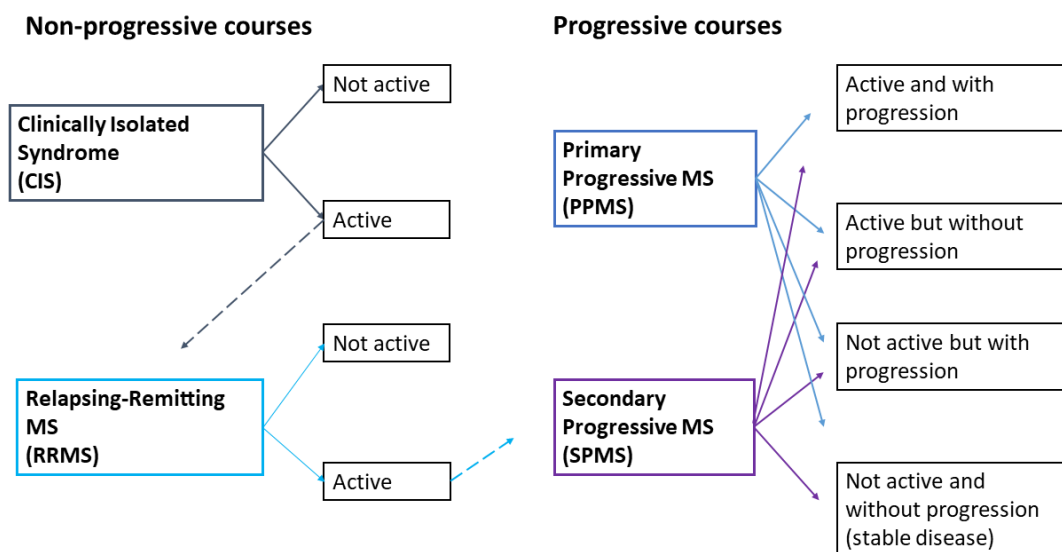 Non-progressive courses
Not active
Clinically Isolated
Syndrome
(CIS)
Active
Not active
Relapsing-Remitting
MS
(RRMS)
Active
Progressive courses
Active and with
progression
Primary
Progressive MS
(PPMS)
Active but without
progression
Not active but with
progression
Secondary
Progressive MS
(SPMS)
Not active and
without progression
(stable disease)